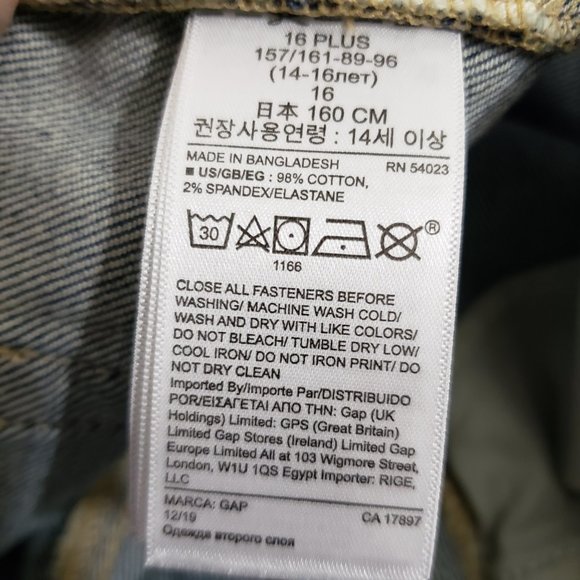 16 PLUS
157/161-89-96
(14-16лет)
16
日本 160 CM
권장사용연령 : 14세 이상
MADE IN BANGLADESH RN 54023
■ US/GB/EG : 98% COTTON,
2% SPANDEX/ELASTANE
30 ®
1166
CLOSE ALL FASTENERS BEFORE
WASHING/ MACHINE WASH COLD/
WASH AND DRY WITH LIKE COLORS/
DO NOT BLEACH/ TUMBLE DRY LOW/
COOL IRON/ DO NOT IRON PRINT/ DO
NOT DRY CLEAN
Imported By/Importe Par/DISTRIBUIDO
POR/ΕΙΣΑΓΕΤΑΙ ΑΠΟ ΤΗΝ: Gap (UK
Holdings) Limited: GPS (Great Britain)
Limited Gap Stores (Ireland) Limited Gap
Europe Limited All at 103 Wigmore Street,
London, W1U 1QS Egypt Importer: RIGE,
LLC
MARCA: GAP
12/19 CA 17897
Одежда второго слоя